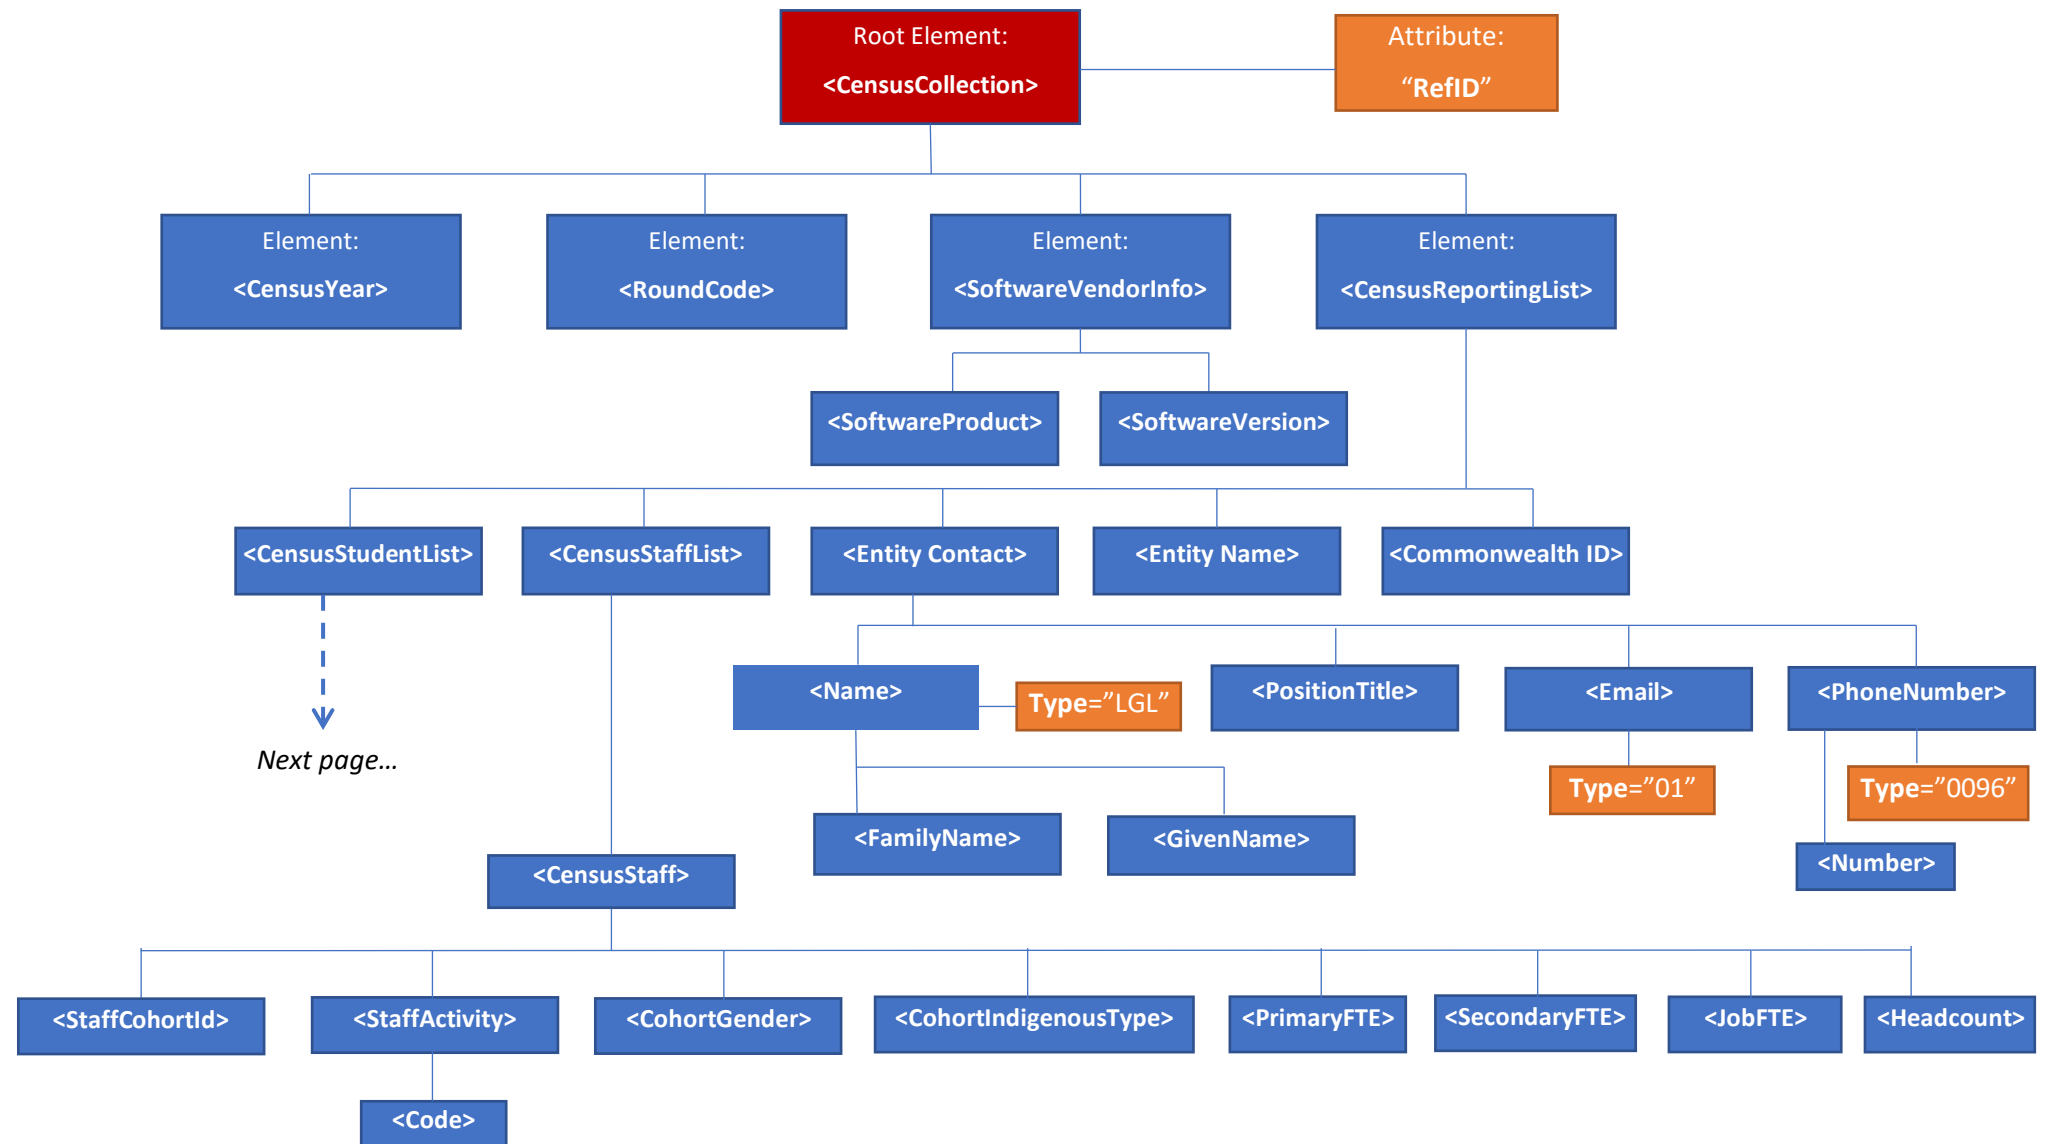 Root Element:
<CensusCollection>
Attribute:
“RefID”
Element:
<CensusYear>
Element:
<RoundCode>
Element:
<SoftwareVendorInfo>
Element:
<CensusReportingList>
<SoftwareProduct>
<SoftwareVersion>
<CensusStudentList>
<CensusStaffList>
<Entity Contact>
<Entity Name>
<Commonwealth ID>
<Name>
Type=”LGL”
<PositionTitle>
<Email>
<PhoneNumber>
Next page...
Type=”01”
Type=”0096”
<FamilyName>
<GivenName>
<Number>
<CensusStaff>
<StaffCohortId>
<StaffActivity>
<CohortGender>
<CohortIndigenousType>
<PrimaryFTE>
<SecondaryFTE>
<JobFTE>
<Headcount>
<Code>